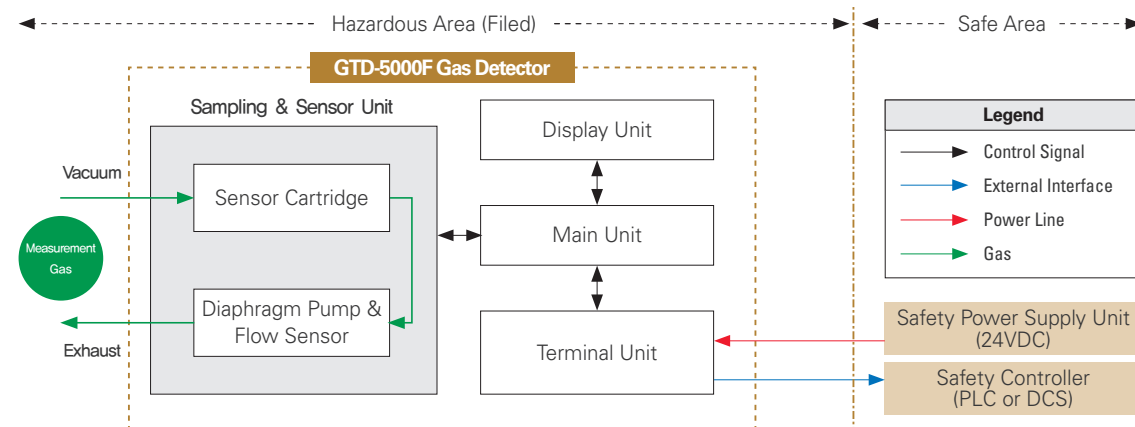 Hazardous Area (Filed)
Safe Area
GTD-5000F Gas Detector
Sampling & Sensor Unit
Vacuum
Measurement
Gas
Exhaust
Sensor Cartridge
Diaphragm Pump &
Flow Sensor
Display Unit
Main Unit
Terminal Unit
Legend
Control Signal
External Interface
Power Line
Gas
Safety Power Supply Unit
(24VDC)
Safety Controller
(PLC or DCS)